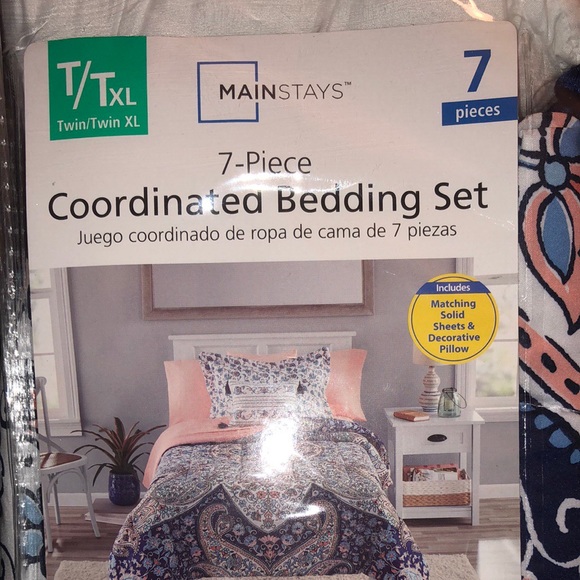 T/TXL
Twin/Twin XL
MAINSTAYS™
7
pieces
7-Piece
Coordinated Bedding Set
Juego coordinado de ropa de cama de 7 piezas
Includes
Matching
Solid
Sheets &
Decorative
Pillow